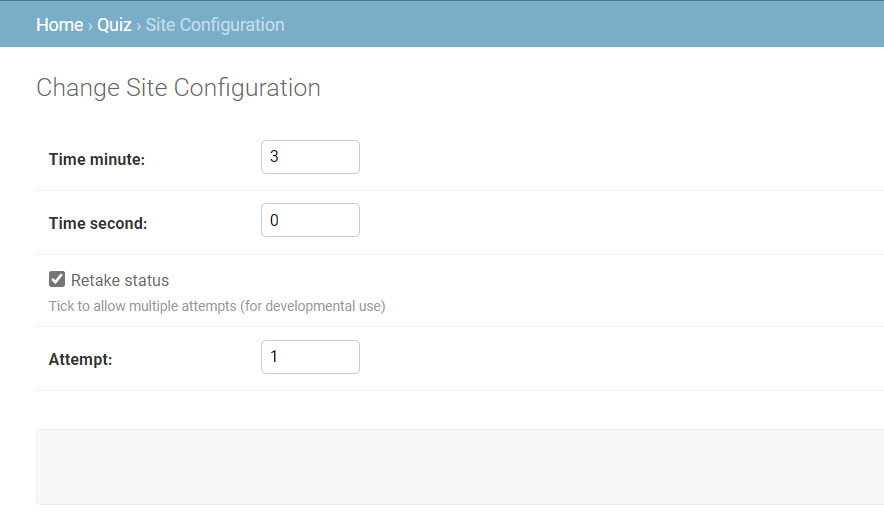 Home › Quiz › Site Configuration
Change Site Configuration
Time minute: 3
Time second: 0
Retake status
Tick to allow multiple attempts (for developmental use)
Attempt: 1